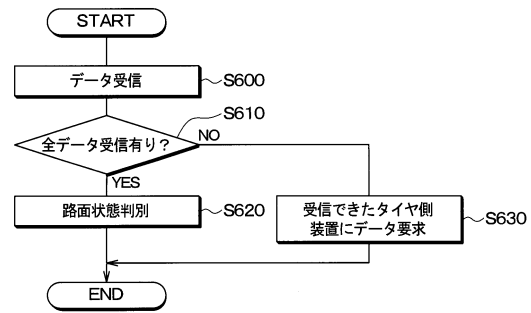 START
データ受信
S600
全データ受信有り？
S610
NO
YES
路面状態判別
S620
受信できたタイヤ側
装置にデータ要求
S630
END